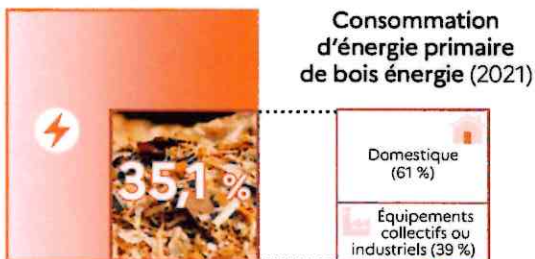 Consommation
d'énergie primaire
de bois énergie (2021)
35,1 %
Domestique
(61 %)
Équipements
collectifs ou
industriels (39 %)